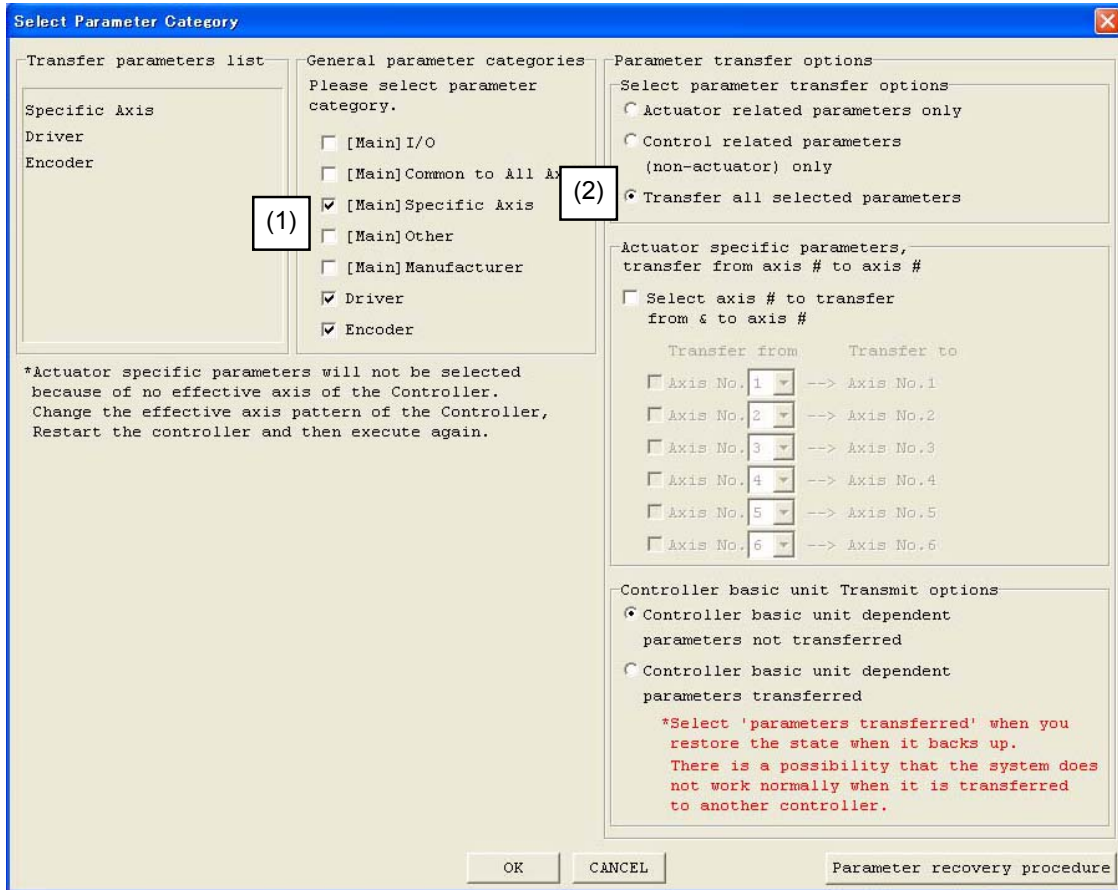 Select Parameter Category
Transfer parameters list
Specific Axis
Driver
Encoder
General parameter categories
Please select parameter
category.
[Main]I/O
[Main]Common to All Ax
(1)
[Main]Specific Axis
[Main]Other
[Main]Manufacturer
Driver
Encoder
*Actuator specific parameters will not be selected
because of no effective axis of the Controller.
Change the effective axis pattern of the Controller,
Restart the controller and then execute again.
Parameter transfer options
Select parameter transfer options
Actuator related parameters only
Control related parameters
(non-actuator) only
(2)
Transfer all selected parameters
Actuator specific parameters,
transfer from axis # to axis #
Select axis # to transfer
from & to axis #
Transfer from Transfer to
Axis No. 1 --> Axis No.1
Axis No. 2 --> Axis No.2
Axis No. 3 --> Axis No.3
Axis No. 4 --> Axis No.4
Axis No. 5 --> Axis No.5
Axis No. 6 --> Axis No.6
Controller basic unit Transmit options
Controller basic unit dependent
parameters not transferred
Controller basic unit dependent
parameters transferred
*Select 'parameters transferred' when you
restore the state when it backs up.
There is a possibility that the system does
not work normally when it is transferred
to another controller.
OK CANCEL Parameter recovery procedure